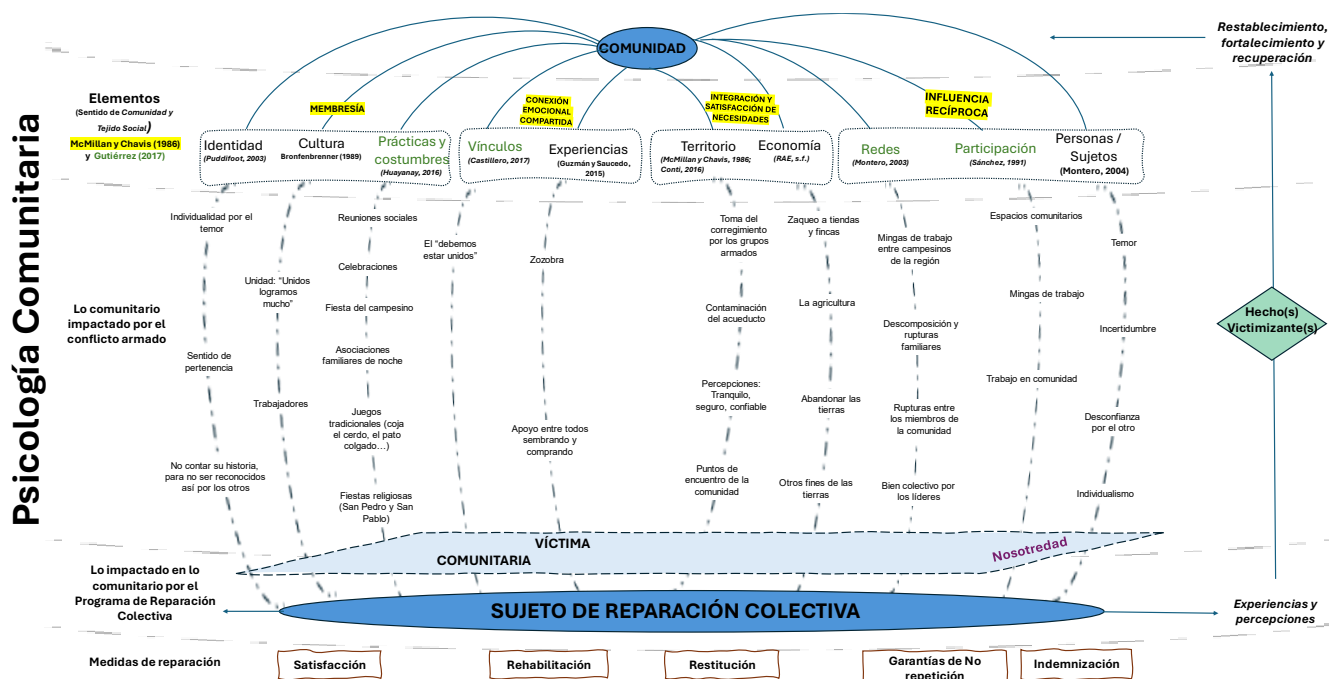 Psicología Comunitaria
COMUNIDAD
Restablecimiento,
fortalecimiento y
recuperación
Elementos
(Sentido de Comunidad y
Tejido Social)
McMillan y Chavis (1986)
y Gutiérrez (2017)
MEMBRESÍA
CONEXIÓN
EMOCIONAL
COMPARTIDA
INTEGRACIÓN Y
SATISFACCIÓN DE
NECESIDADES
INFLUENCIA
RECÍPROCA
Identidad
(Puddifoot, 2003)
Cultura
Bronfenbrenner (1989)
Prácticas y
costumbres
(Huayanay, 2016)
Vínculos
(Castillero, 2017)
Experiencias
(Guzmán y Saucedo,
2015)
Territorio
(McMillan y Chavis, 1986;
Conti, 2016)
Economía
(RAE, s.f.)
Redes
(Montero, 2003)
Participación
(Sánchez, 1991)
Personas /
Sujetos
(Montero, 2004)
Lo comunitario
impactado por el
conflicto armado
Individualidad por el
temor
Sentido de
pertenencia
No contar su historia,
para no ser reconocidos
así por los otros
Unidad: "Unidos
logramos
mucho"
Trabajadores
Reuniones sociales
Celebraciones
Fiesta del campesino
Asociaciones
familiares de noche
Juegos
tradicionales (coja
el cerdo, el pato
colgado...)
Fiestas religiosas
(San Pedro y San
Pablo)
El "debemos
estar unidos"
Zozobra
Apoyo entre todos
sembrando y
comprando
Toma del
corregimiento
por los grupos
armados
Contaminación
del acueducto
Percepciones:
Tranquilo,
seguro, confiable
Puntos de
encuentro de la
comunidad
Zaqueo a tiendas
y fincas
La agricultura
Abandonar las
tierras
Otros fines de las
tierras
Mingas de trabajo
entre campesinos
de la región
Descomposición y
rupturas
familiares
Rupturas entre
los miembros de
la comunidad
Bien colectivo por
los líderes
Espacios comunitarios
Mingas de trabajo
Trabajo en comunidad
Temor
Incertidumbre
Desconfianza
por el otro
Individualismo
Hecho(s)
Victimizante(s)
VÍCTIMA
COMUNITARIA
Nosotredad
Lo impactado en lo
comunitario por el
Programa de Reparación
Colectiva
SUJETO DE REPARACIÓN COLECTIVA
Experiencias y
percepciones
Medidas de reparación
Satisfacción
Rehabilitación
Restitución
Garantías de No
repetición
Indemnización